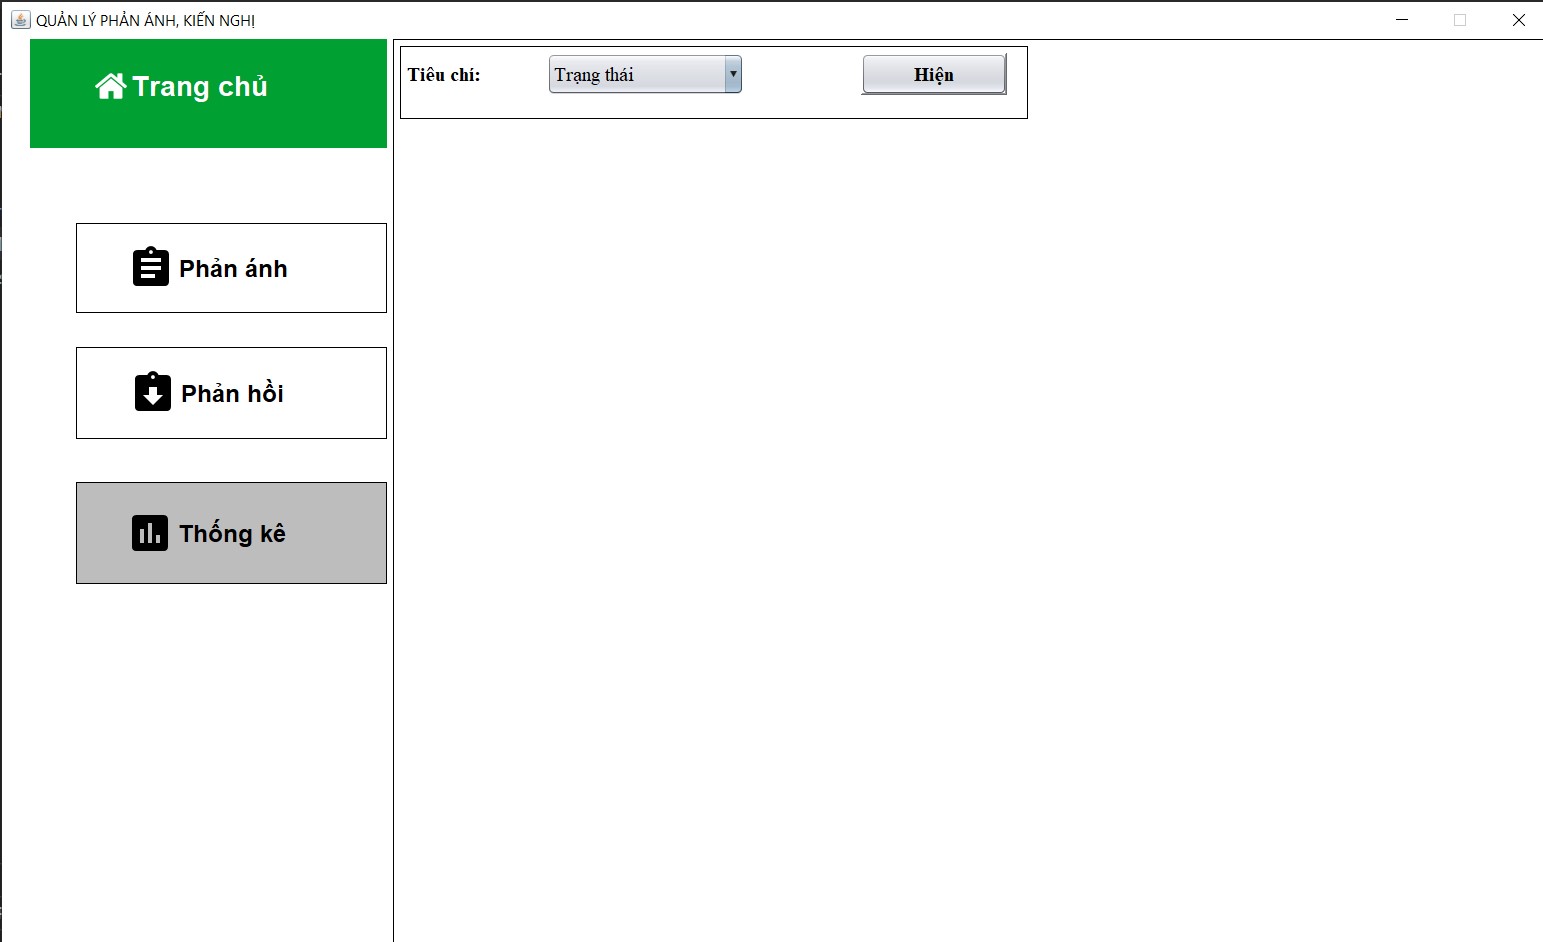 QUẢN LÝ PHẢN ÁNH, KIẾN NGHỊ
Trang chủ
Tiêu chí:
Trạng thái
Hiện
Phản ánh
Phản hồi
Thống kê